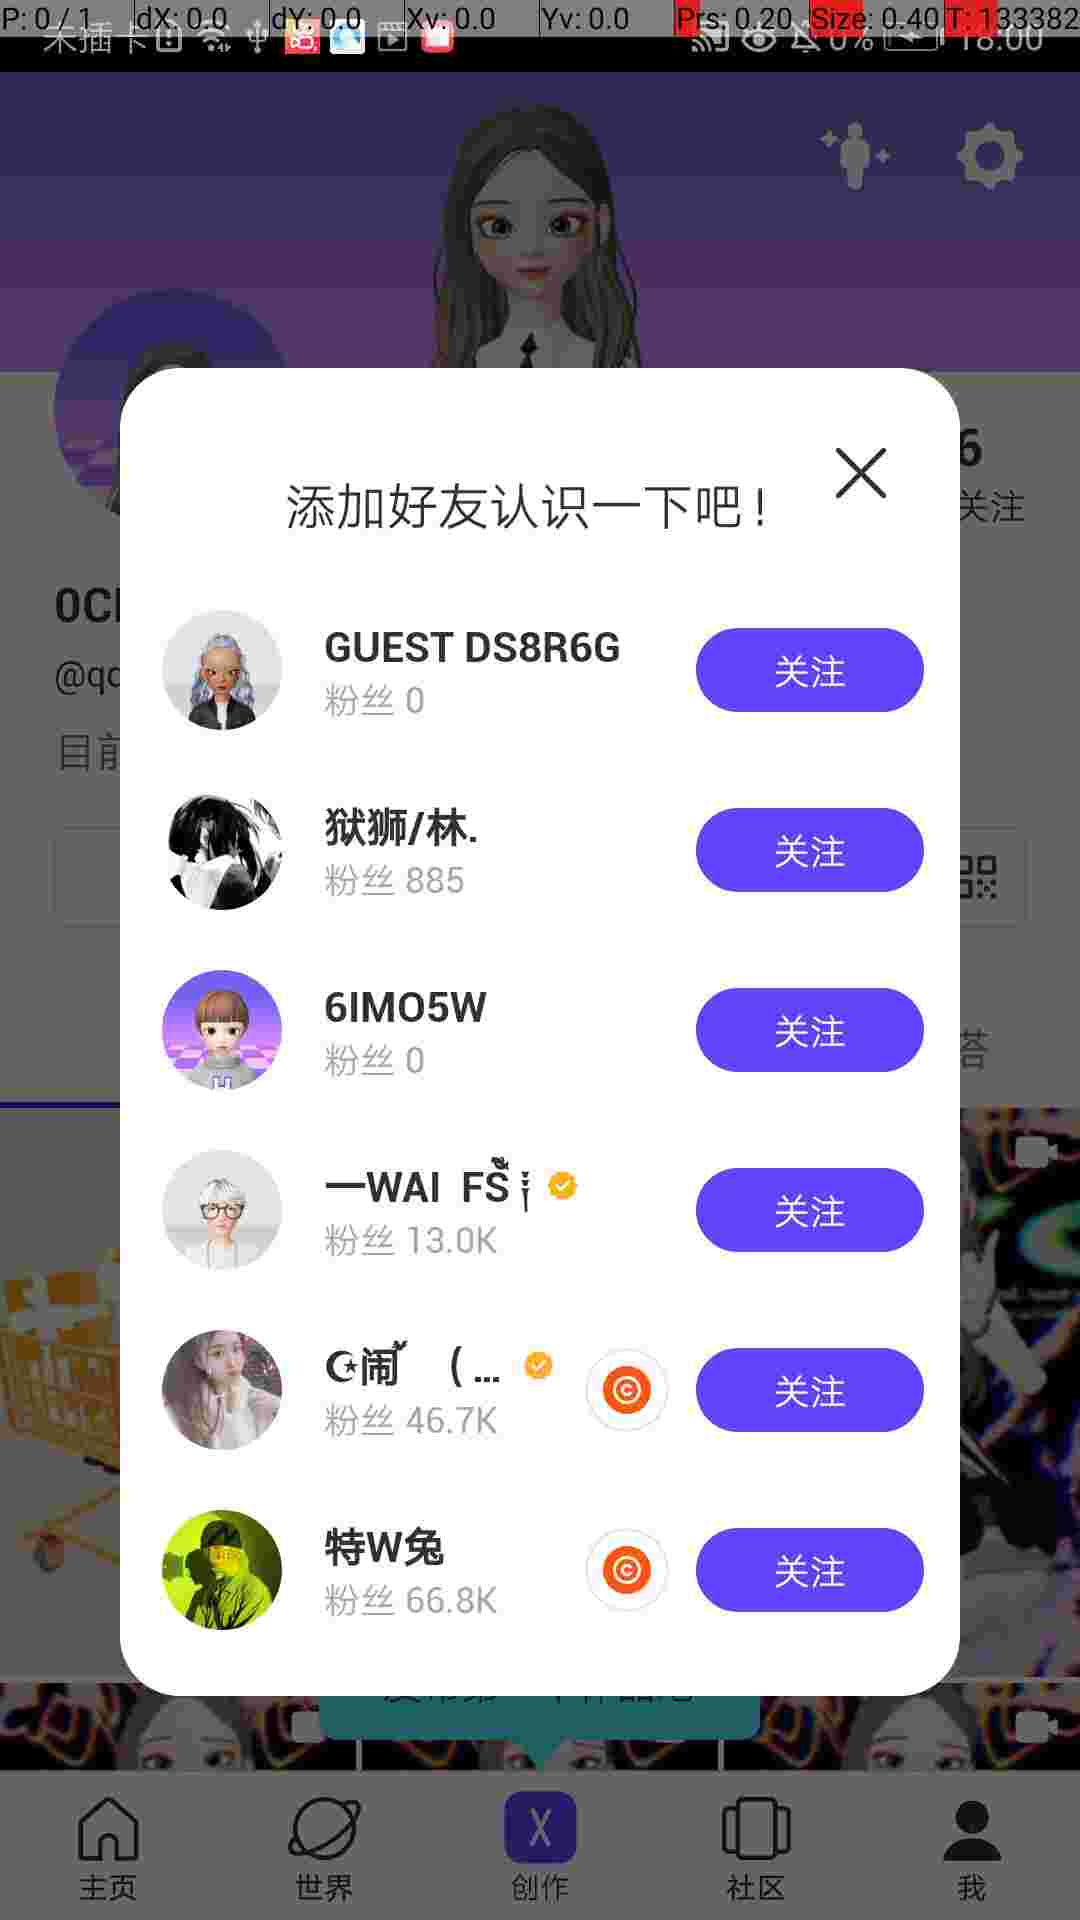 P: 0 / 1 dX: 0.0 dY: 0.0 Xv: 0.0 Yv: 0.0 Prs: 0.20 Size: 0.40 T: 133382
未插卡 0% 18:00
6
关注
添加好友认识一下吧！
@qc
目前
GUEST DS8R6G
粉丝 0
关注
狱狮/林.
粉丝 885
关注
6IMO5W
粉丝 0
关注
一WAI FS
粉丝 13.0K
关注
闹 ( ...
粉丝 46.7K
关注
特W兔
粉丝 66.8K
关注
答
主页 世界 创作 社区 我